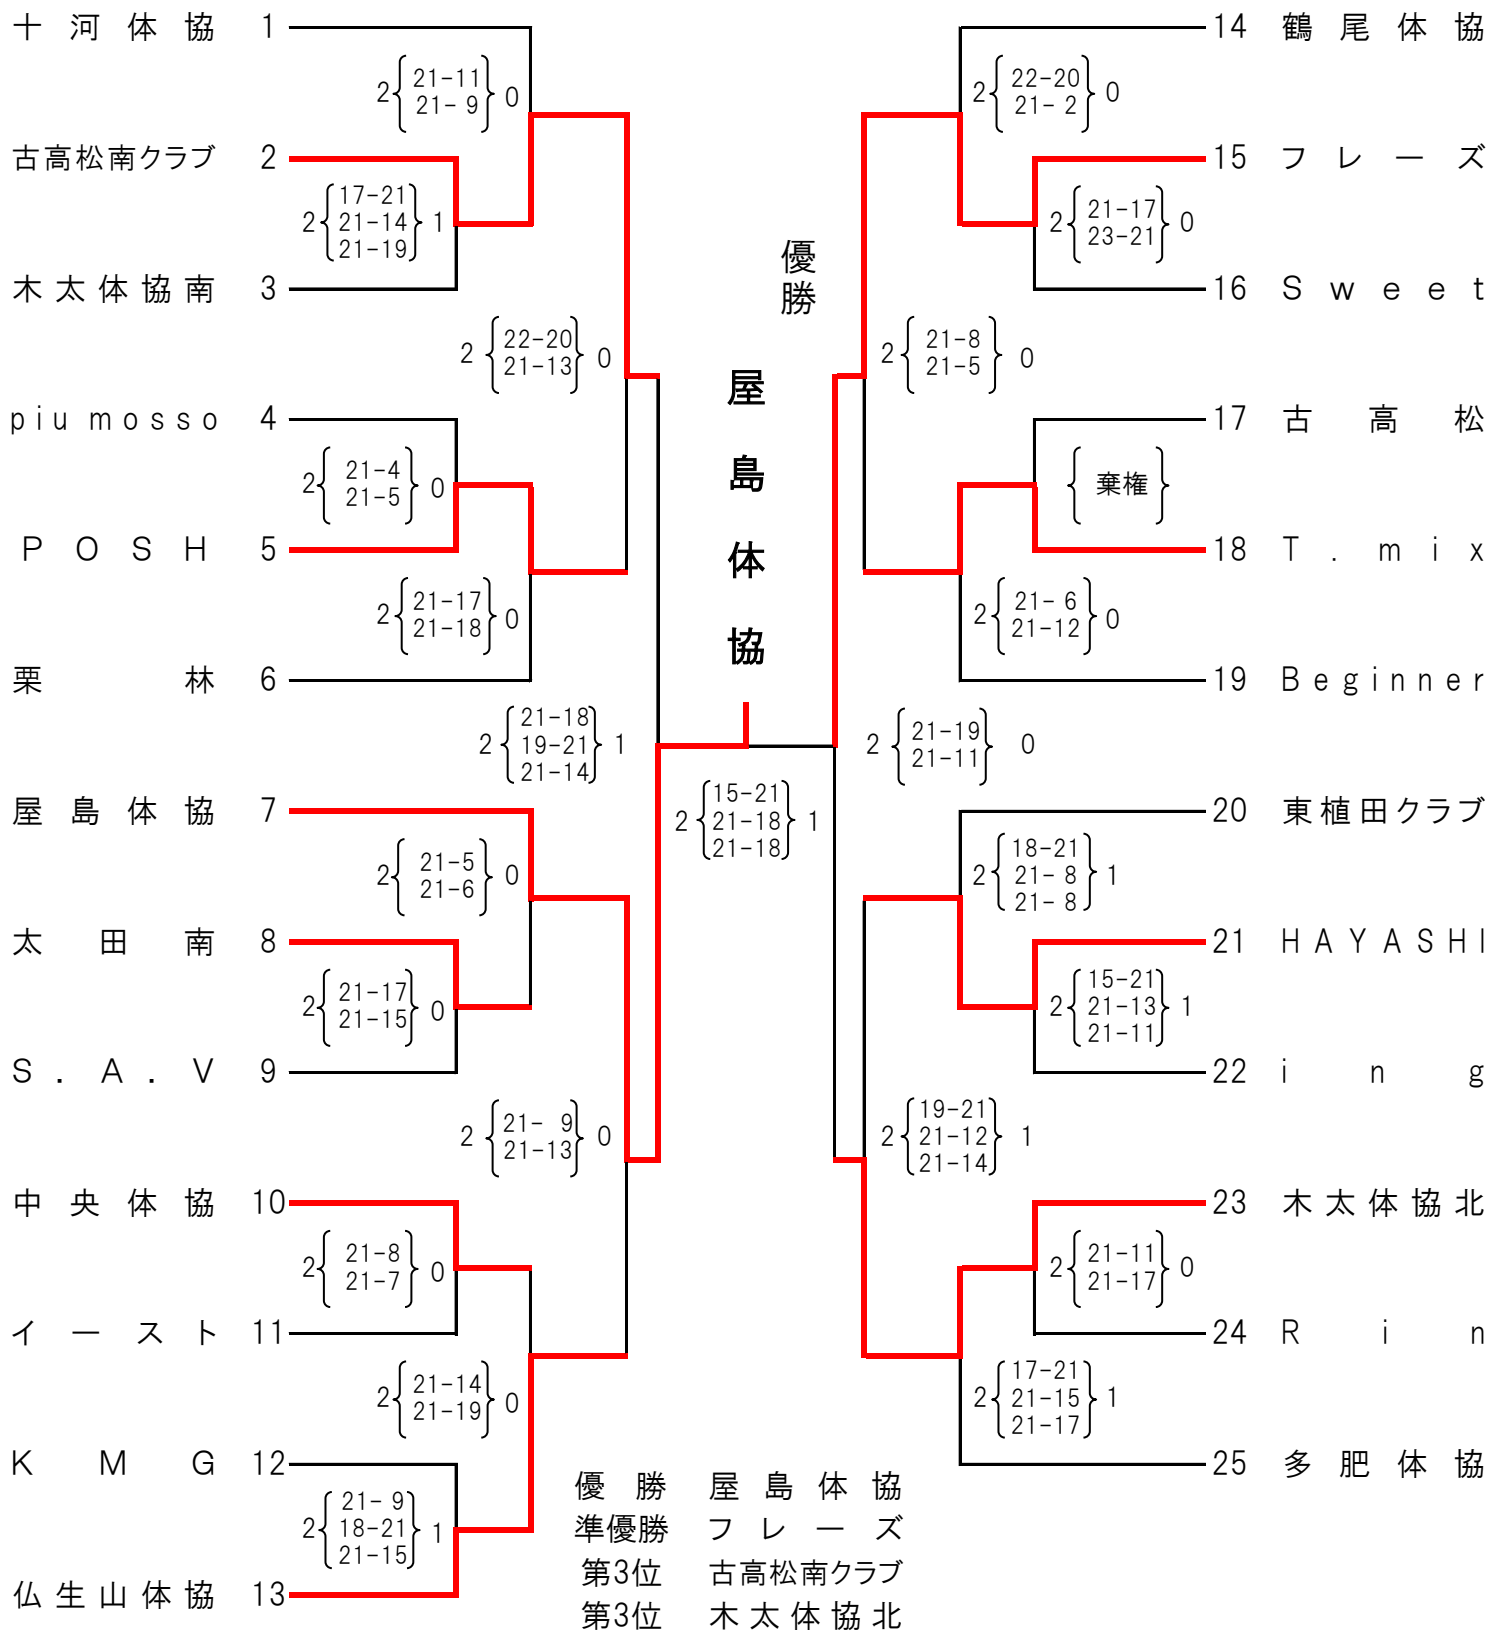 十河体協 1
2 21-11 0
21- 9
古高松南クラブ 2
2 17-21 1
21-14
21-19
木太体協南 3
2 22-20 0
21-13
piu mosso 4
2 21-4 0
21-5
POSH 5
2 21-17 0
21-18
栗林 6
2 21-18 1
19-21
21-14
屋島体協 7
2 21-5 0
21-6
太田南 8
2 21-17 0
21-15
S.A.V 9
2 21- 9 0
21-13
中央体協 10
2 21-8 0
21-7
イースト 11
2 21-14 0
21-19
KMG 12
2 21- 9 1
18-21
21-15
仏生山体協 13
優勝
屋島体協
2 15-21 1
21-18
21-18
14 鶴尾体協
2 22-20 0
21- 2
15 フレーズ
2 21-17 0
23-21
16 Sweet
2 21-8 0
21-5
17 古高松
棄権
18 T.mix
2 21- 6 0
21-12
19 Beginner
2 21-19 0
21-11
20 東植田クラブ
2 18-21 1
21- 8
21- 8
21 HAYASHI
2 15-21 1
21-13
21-11
22 ing
2 19-21 1
21-12
21-14
23 木太体協北
2 21-11 0
21-17
24 Rin
2 17-21 1
21-15
21-17
25 多肥体協
優勝 屋島体協
準優勝 フレーズ
第3位 古高松南クラブ
第3位 木太体協北